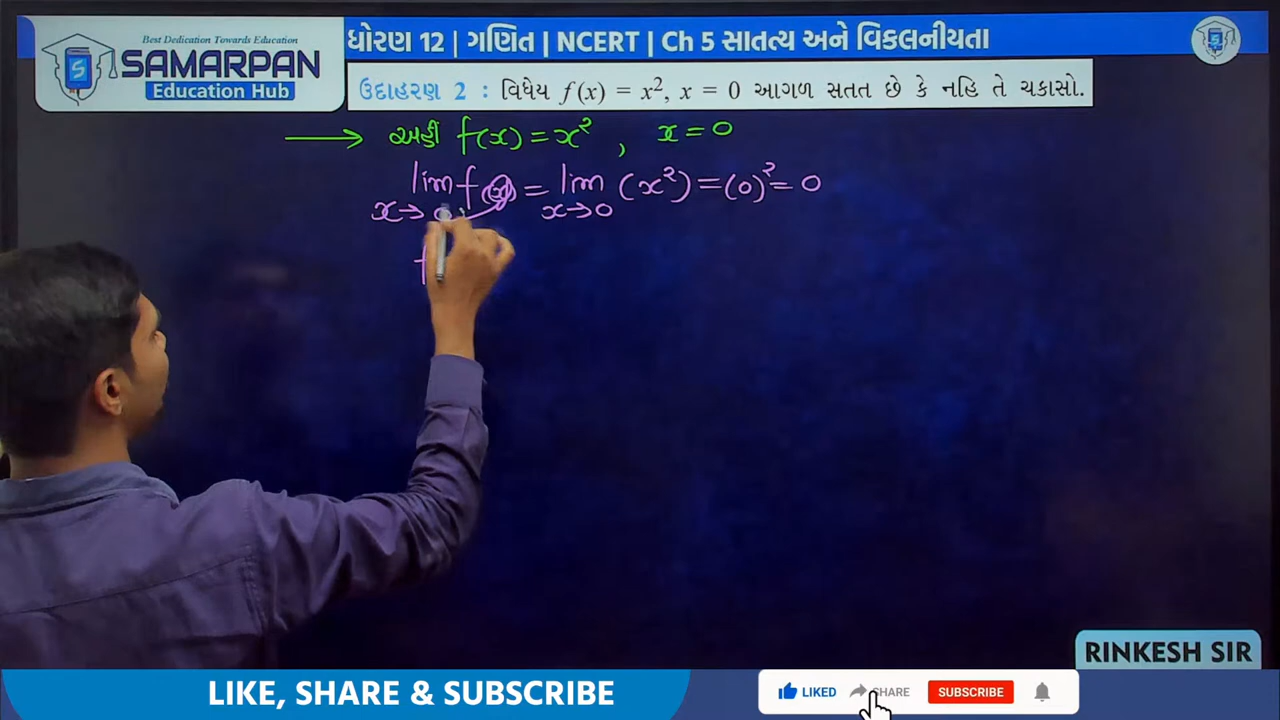 Best Dedication Towards Education
SAMARPAN
Education Hub
ધોરણ 12 | ગણિત | NCERT | Ch 5 સાતત્ય અને વિકલનીયતા
ઉદાહરણ 2 : વિધેય f(x) = x², x = 0 આગળ સતત છે કે નહિ તે ચકાસો.
→ અહીં f(x) = x² , x = 0
lim f(x) = lim (x²) = (0)² = 0
x→0 x→0
f
RINKESH SIR
LIKE, SHARE & SUBSCRIBE
LIKED SHARE SUBSCRIBE